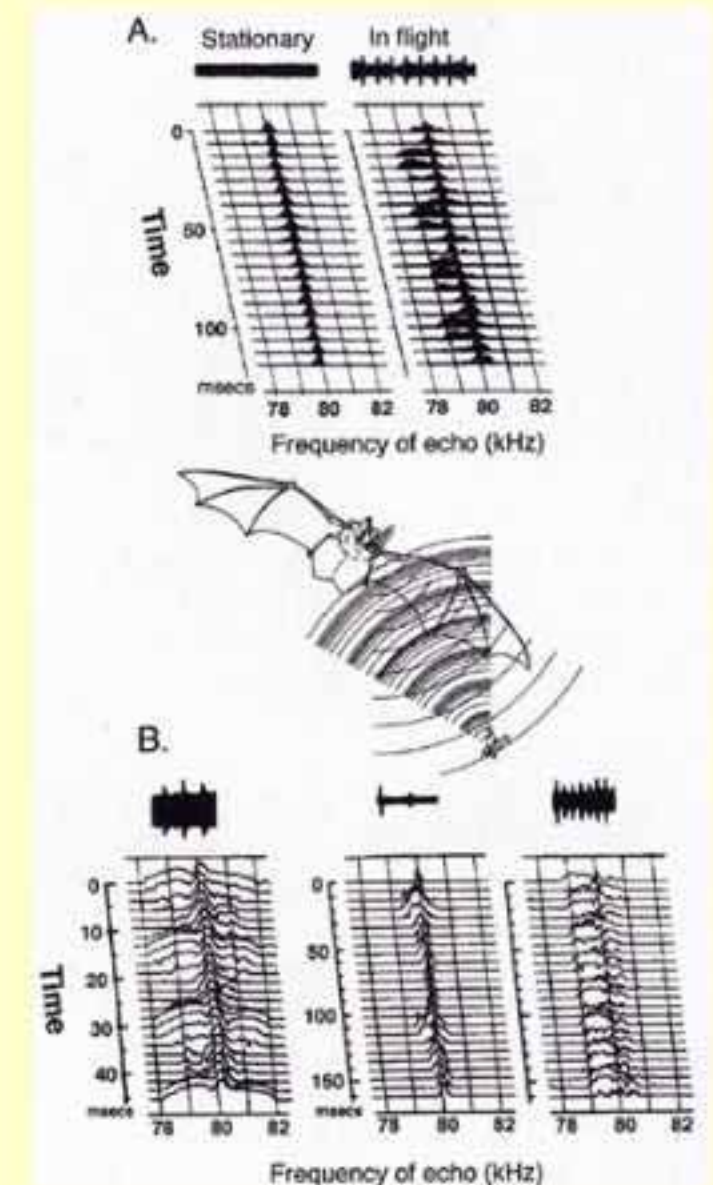 A.
Stationary In flight
0
50
100
Time
msecs
78 80 82 78 80 82
Frequency of echo (kHz)
B.
0 0
10
50
20
100
30
40
150
Time
msecs msecs
78 80 82 78 80 82 78 80 82
Frequency of echo (kHz)